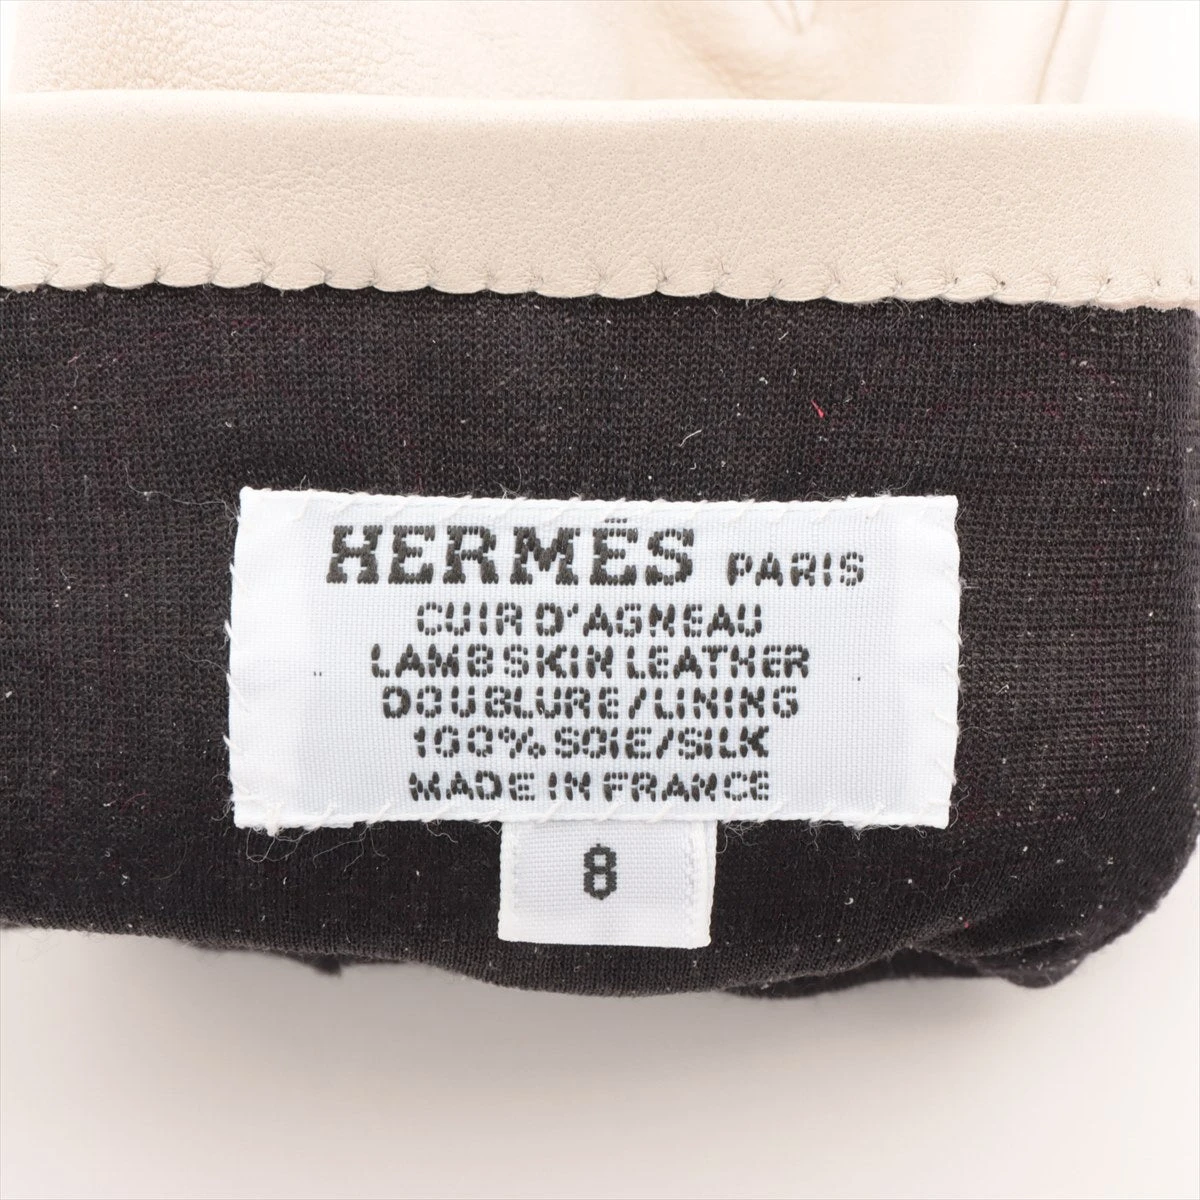 HERMÈS PARIS
CUIR D'AGNEAU
LAMBSKIN LEATHER
DOUBLURE/LINING
100% SOIE/SILK
MADE IN FRANCE
8